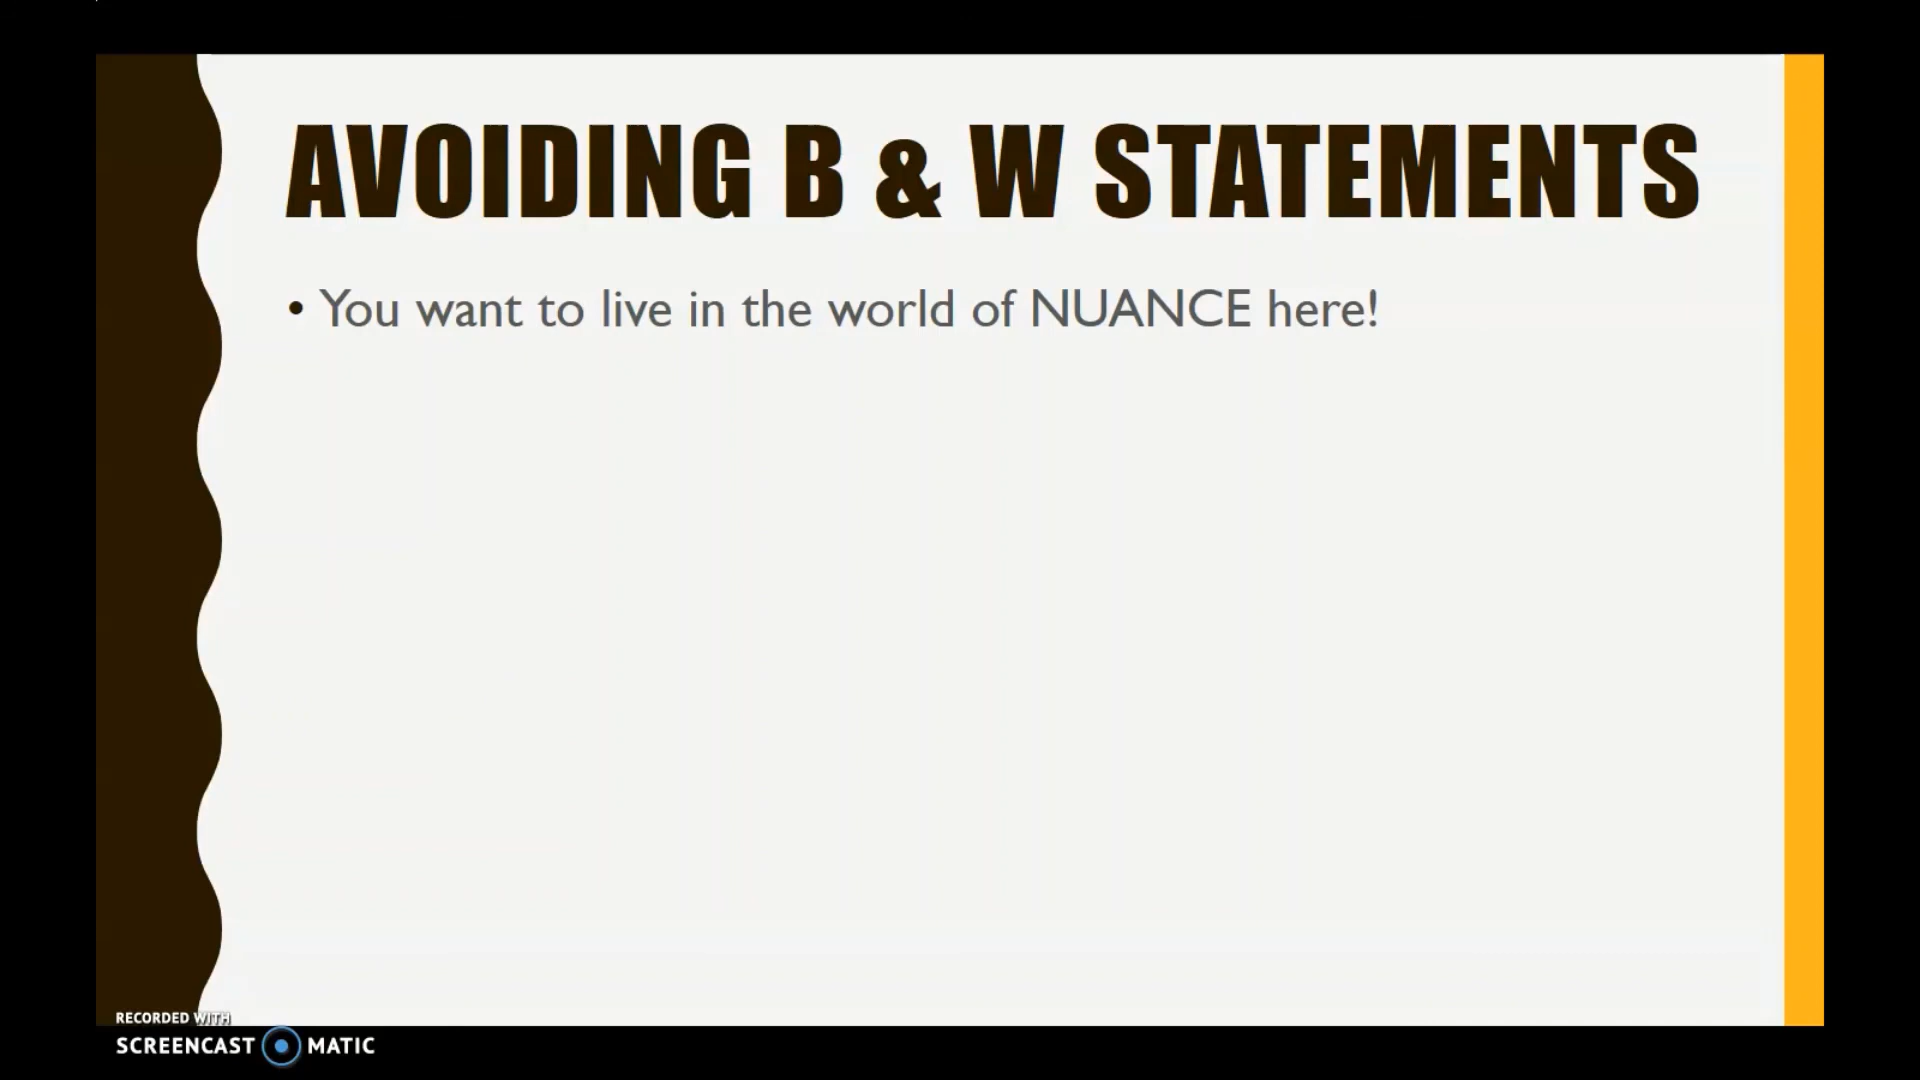 AVOIDING B & W STATEMENTS
• You want to live in the world of NUANCE here!
RECORDED WITH
SCREENCAST MATIC